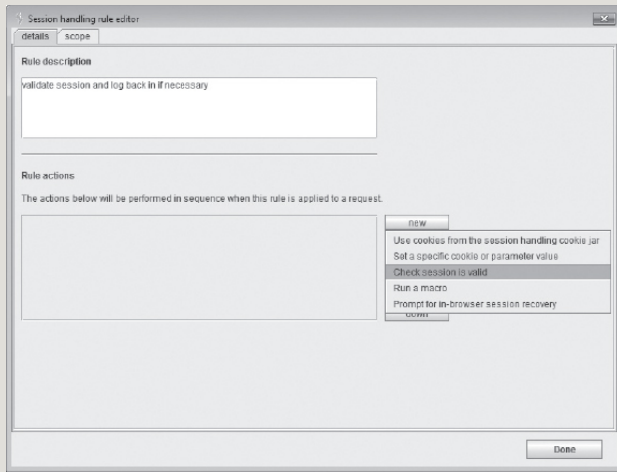 Session handling rule editor
details scope
Rule description
validate session and log back in if necessary
Rule actions
The actions below will be performed in sequence when this rule is applied to a request.
new
Use cookies from the session handling cookie jar
Set a specific cookie or parameter value
Check session is valid
Run a macro
Prompt for in-browser session recovery
down
Done